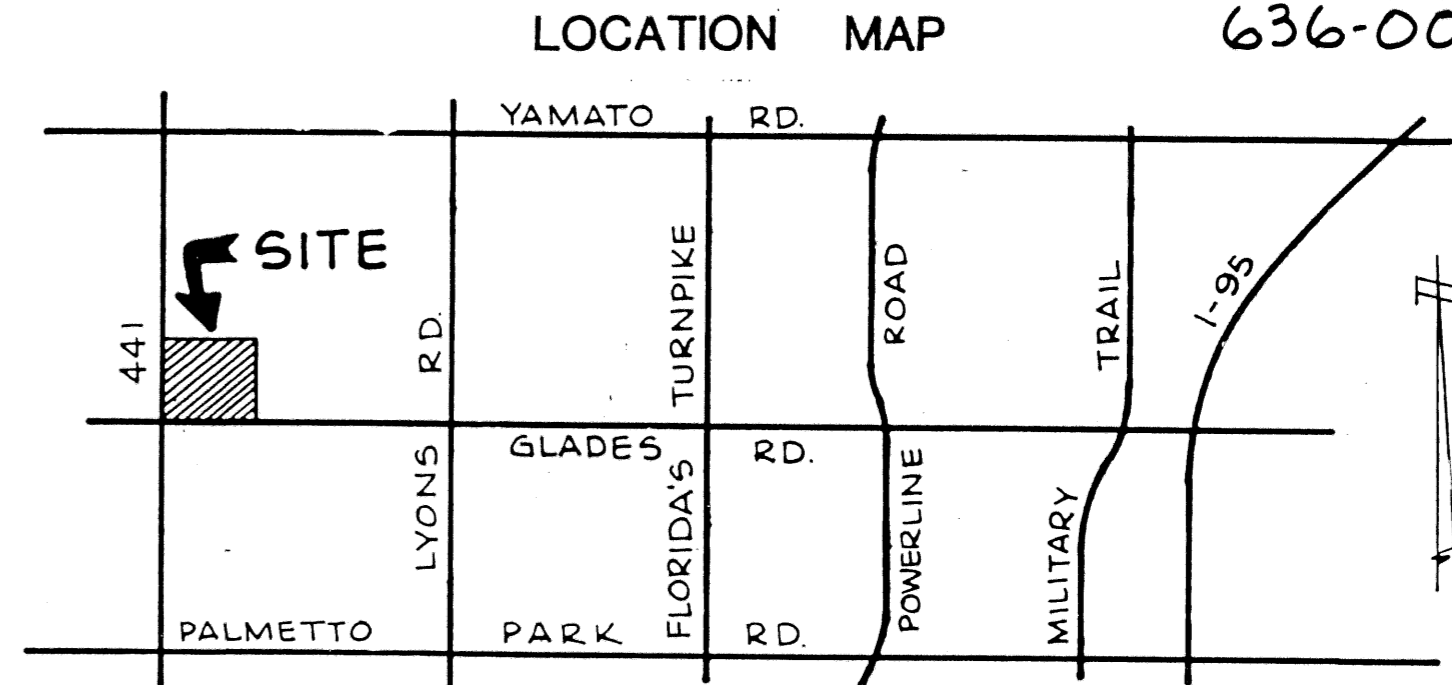 LOCATION MAP
636-00
YAMATO RD.
SITE
441
LYONS RD.
FLORIDA'S TURNPIKE
POWERLINE ROAD
MILITARY TRAIL
I-95
GLADES RD.
PALMETTO PARK RD.